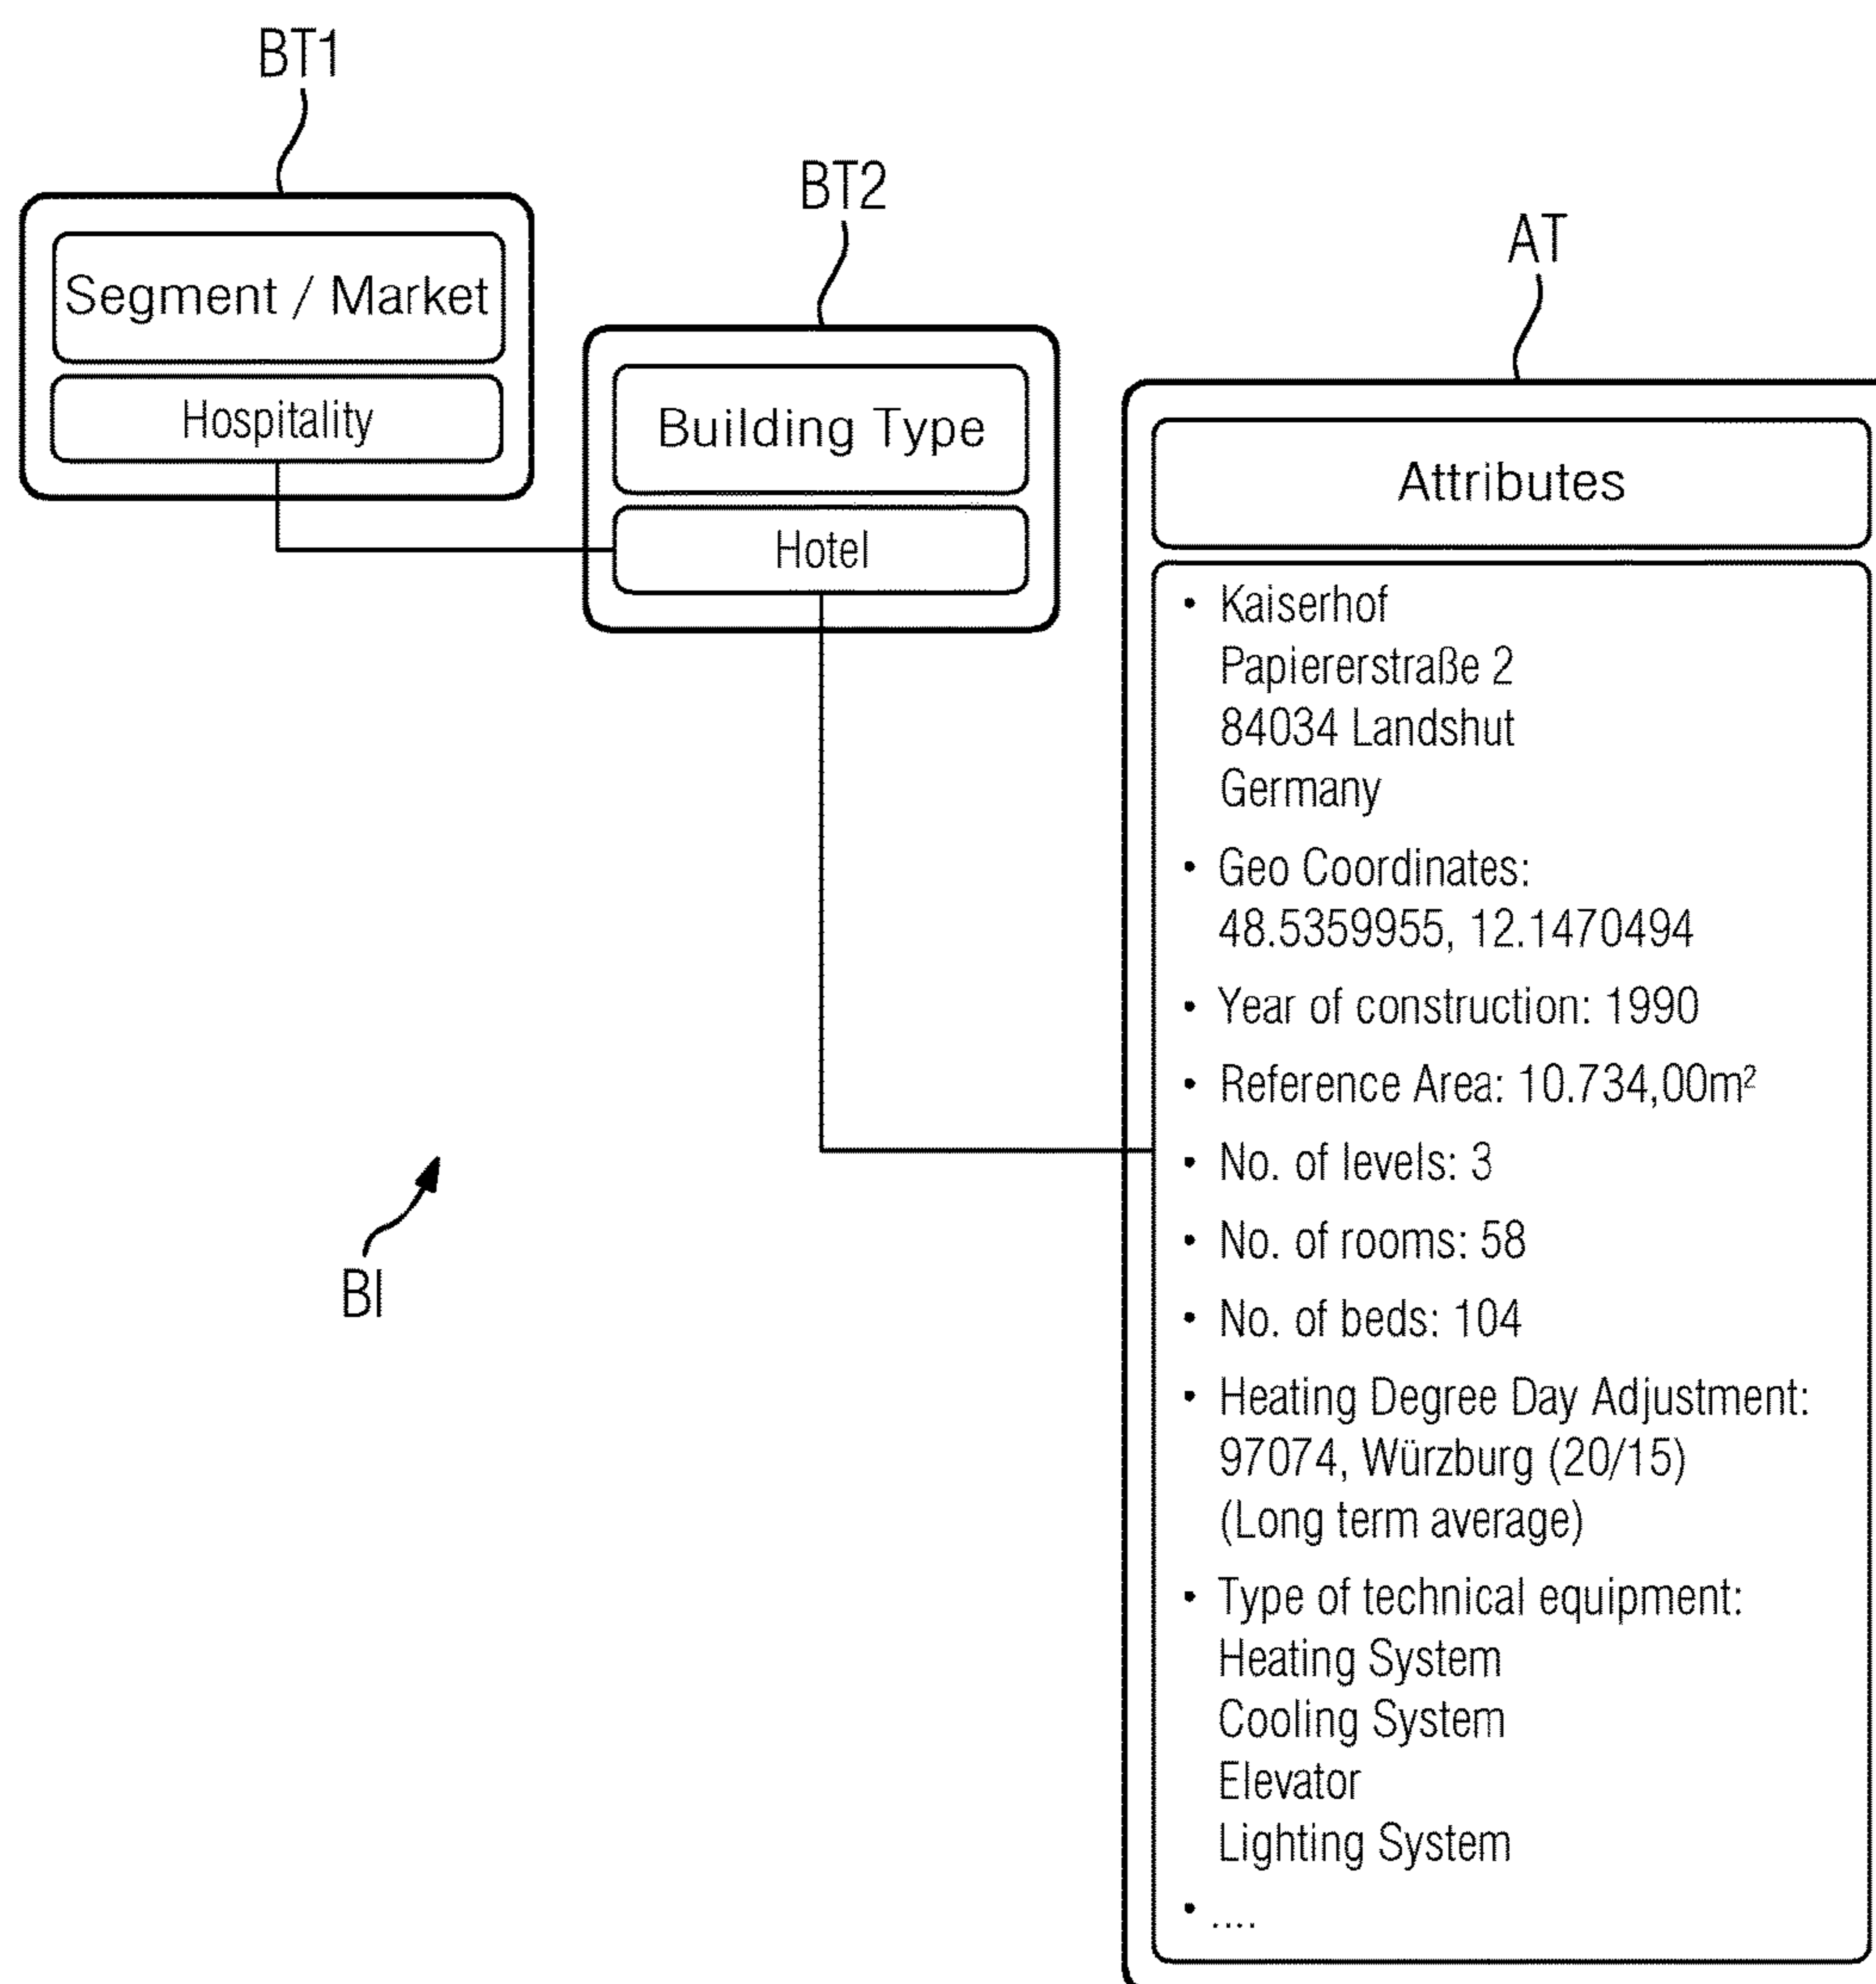 BT1
Segment / Market
Hospitality
BT2
Building Type
Hotel
AT
Attributes
• Kaiserhof
Papiererstraße 2
84034 Landshut
Germany
• Geo Coordinates:
48.5359955, 12.1470494
• Year of construction: 1990
• Reference Area: 10.734,00m²
• No. of levels: 3
• No. of rooms: 58
• No. of beds: 104
• Heating Degree Day Adjustment:
97074, Würzburg (20/15)
(Long term average)
• Type of technical equipment:
Heating System
Cooling System
Elevator
Lighting System
• ....
BI